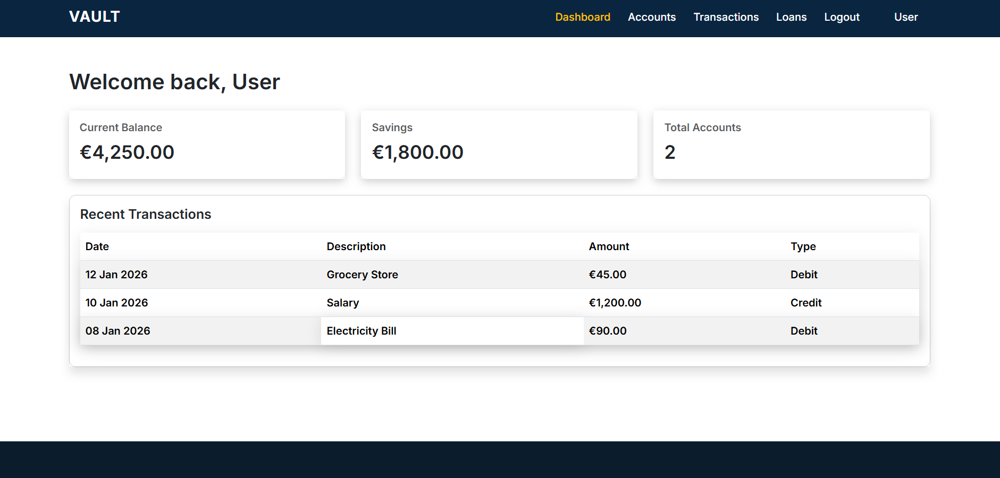 VAULT Dashboard Accounts Transactions Loans Logout User
Welcome back, User
Current Balance Savings Total Accounts
€4,250.00 €1,800.00 2
Recent Transactions
Date Description Amount Type
12 Jan 2026 Grocery Store €45.00 Debit
10 Jan 2026 Salary €1,200.00 Credit
08 Jan 2026 Electricity Bill €90.00 Debit